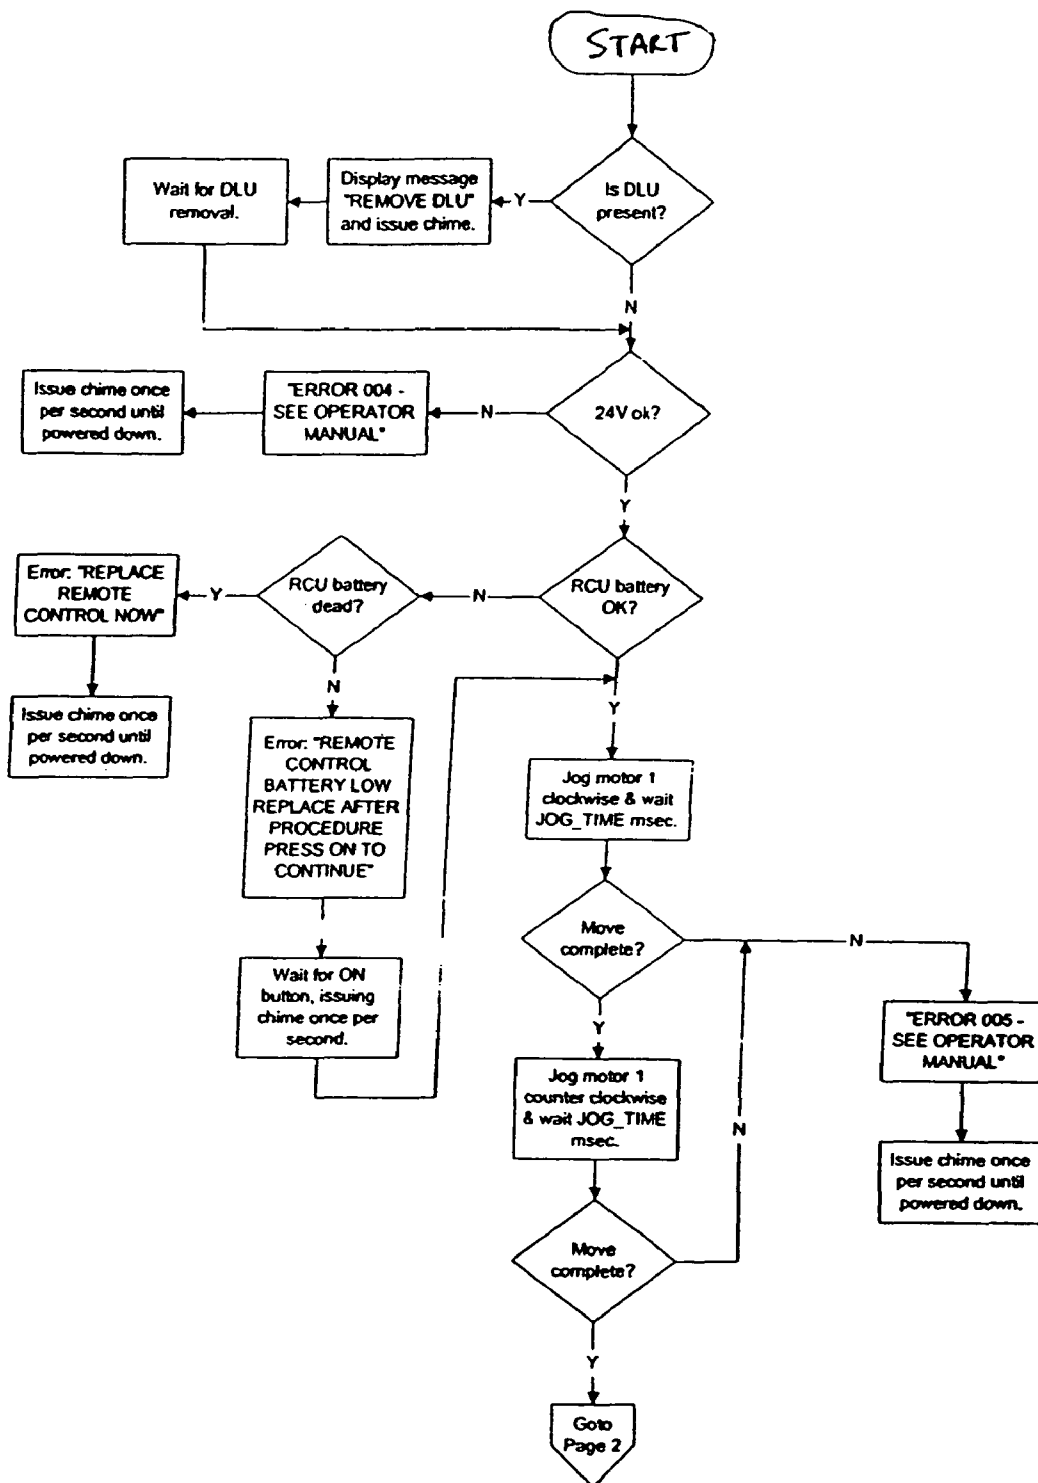 START
Is DLU
present?
Y
Display message
"REMOVE DLU"
and issue chime.
Wait for DLU
removal.
N
24V ok?
N
"ERROR 004 -
SEE OPERATOR
MANUAL"
Issue chime once
per second until
powered down.
Y
RCU battery
OK?
N
RCU battery
dead?
Y
Error: "REPLACE
REMOTE
CONTROL NOW"
Issue chime once
per second until
powered down.
N
Error: "REMOTE
CONTROL
BATTERY LOW
REPLACE AFTER
PROCEDURE
PRESS ON TO
CONTINUE"
Wait for ON
button, issuing
chime once per
second.
Y
Jog motor 1
clockwise & wait
JOG_TIME msec.
Move
complete?
N
"ERROR 005 -
SEE OPERATOR
MANUAL"
Issue chime once
per second until
powered down.
Y
Jog motor 1
counter clockwise
& wait JOG_TIME
msec.
N
Move
complete?
Y
Goto
Page 2